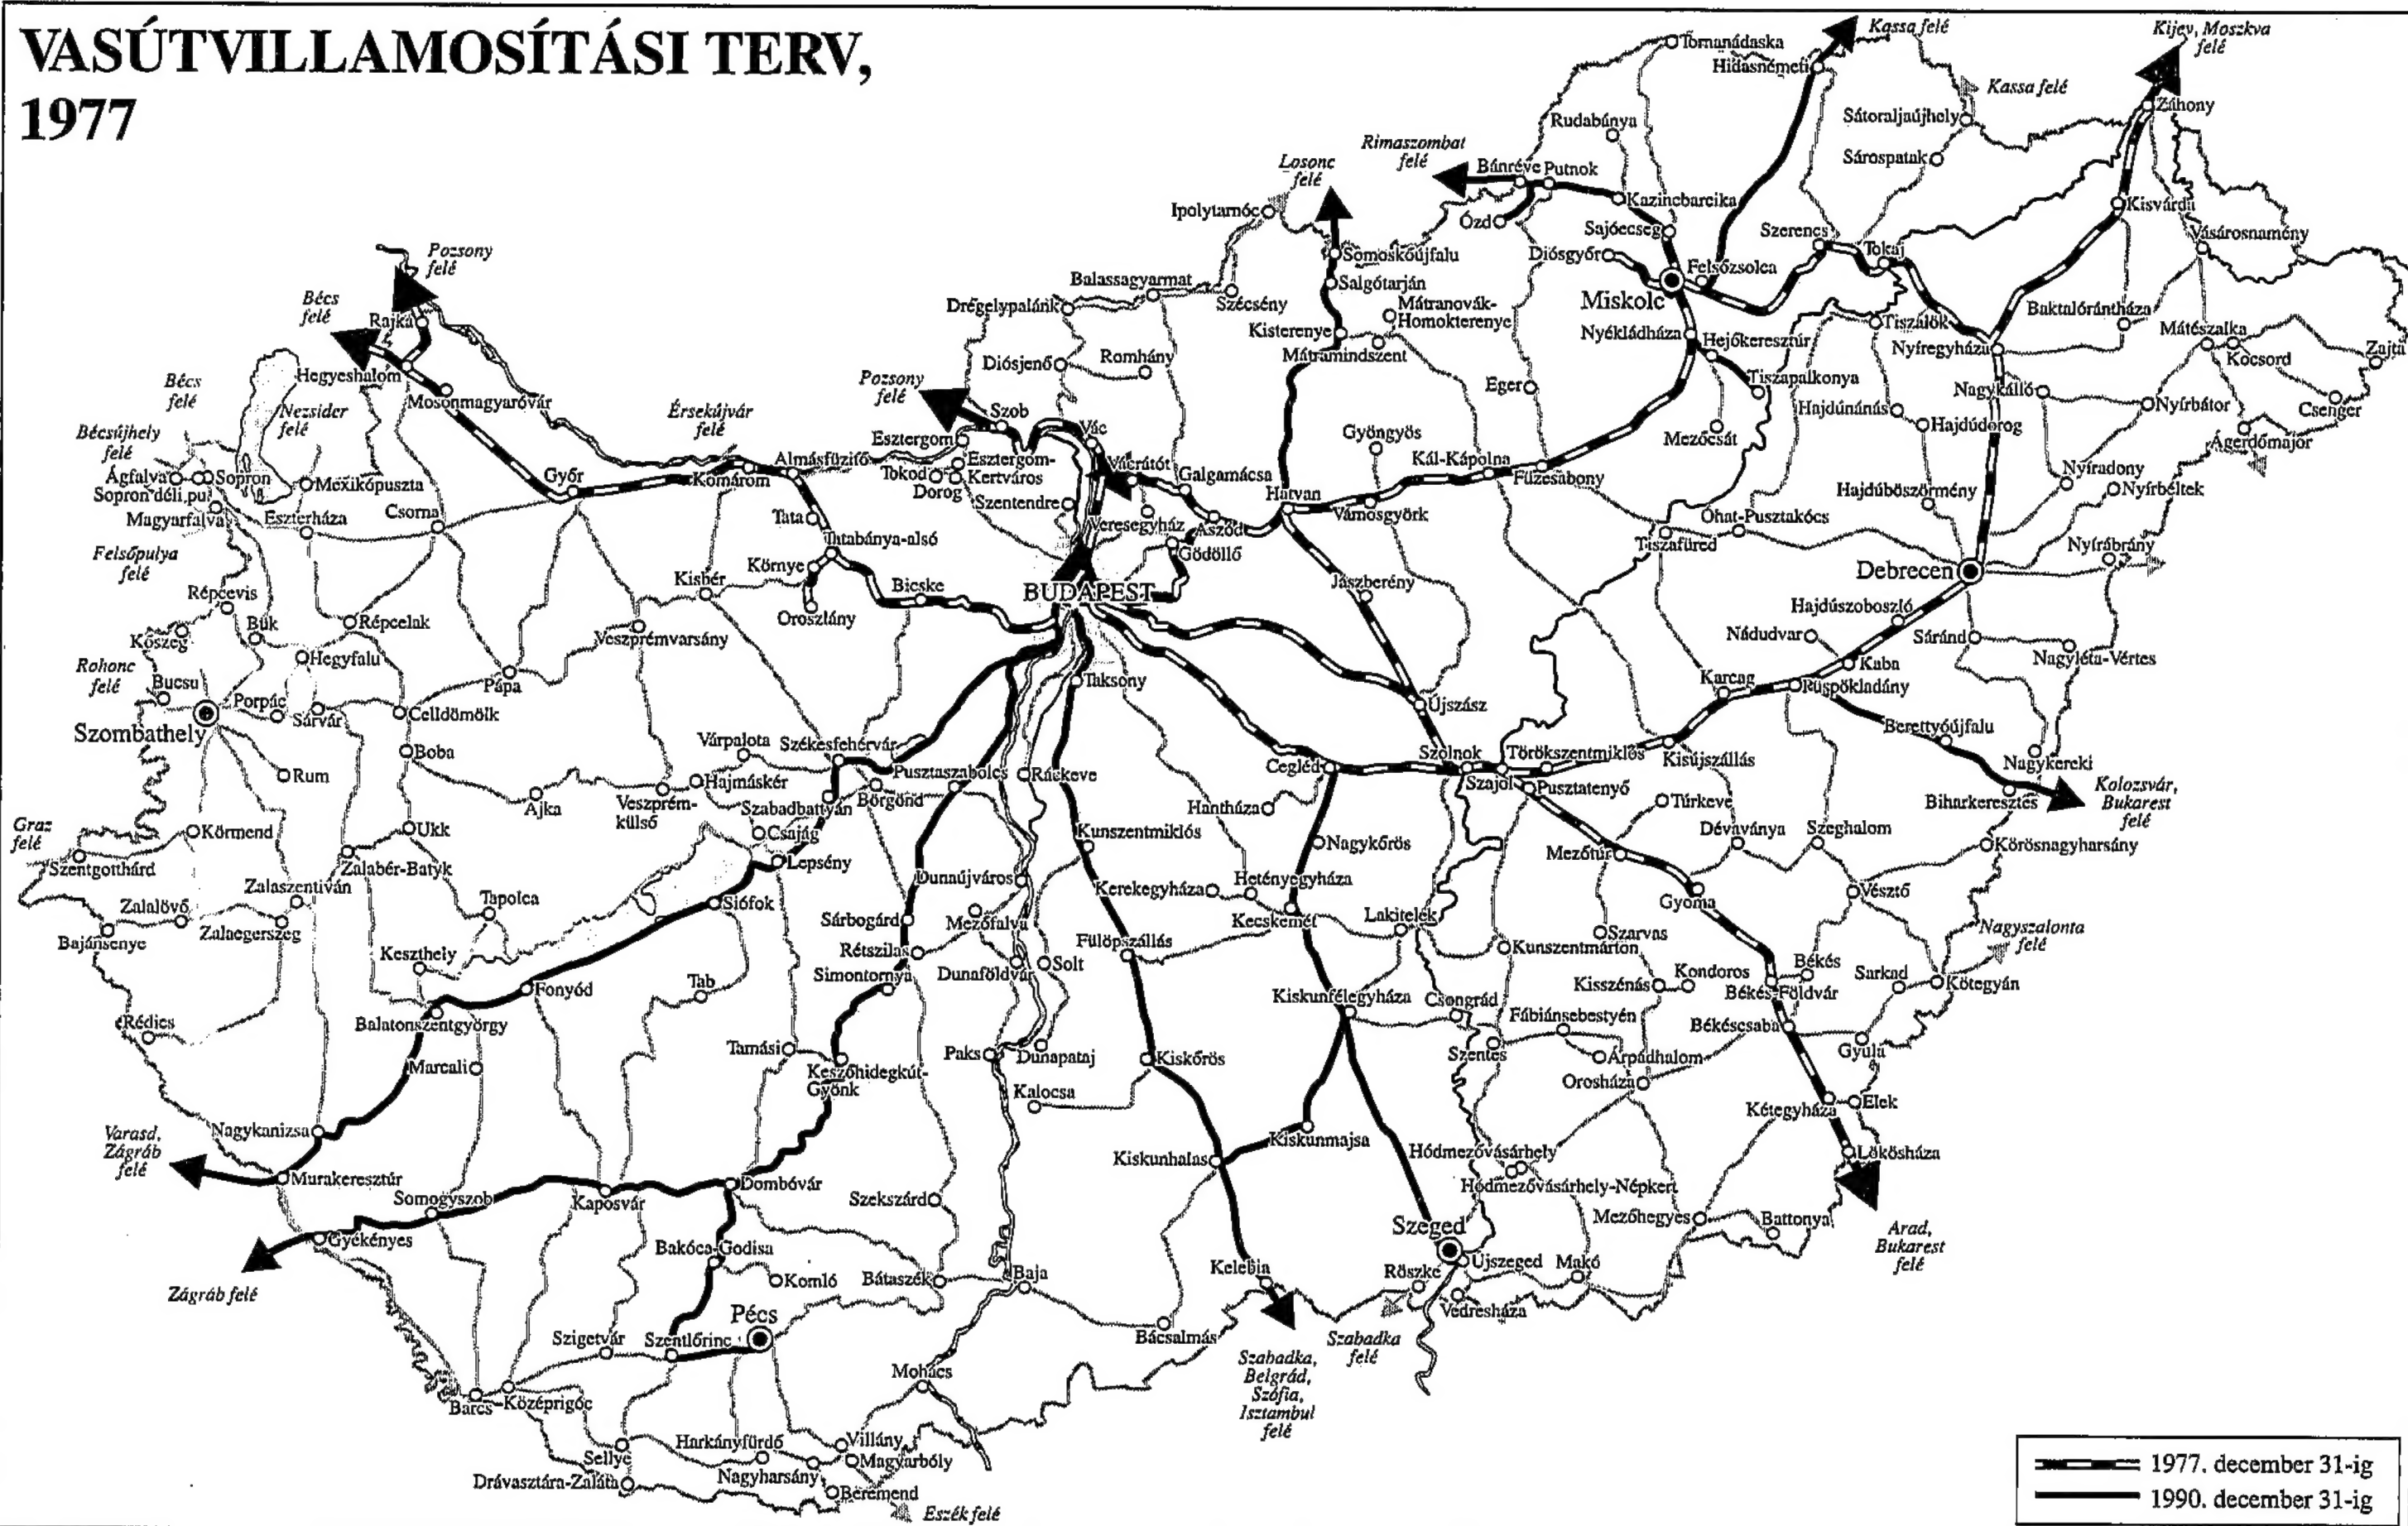 VASÚTVILLAMOSÍTÁSI TERV,
1977
Kassa felé
Kijev, Moszkva
felé
Tornanádaska
Hidasnémeti
Kassa felé
Záhony
Sátoraljaújhely
Rudabánya
Sárospatak
Rimaszombat
felé
Losonc
felé
Bánréve
Putnok
Kazincbarcika
Kisvárda
Ipolytarnóc
Ózd
Sajóecseg
Szerencs
Tokaj
Vásárosnamény
Pozsony
felé
Somoskőújfalu
Diósgyőr
Felsőzsolca
Balassagyarmat
Salgótarján
Miskolc
Bécs
felé
Drégelypalánk
Szécsény
Mátranovák-
Homokterenye
Baktalórántháza
Rajka
Kisterenye
Nyékládháza
Hejőkeresztúr
Tiszalök
Mátészalka
Nyíregyháza
Kocsord
Zajta
Diósjenő
Romhány
Mátramindszent
Hegyeshalom
Pozsony
felé
Eger
Tiszapalkonya
Nagykálló
Bécs
felé
Mosonmagyaróvár
Nezsider
felé
Érsekújvár
felé
Szob
Hajdúnánás
Nyírbátor
Csenger
Bécsújhely
felé
Esztergom
Vác
Gyöngyös
Mezőcsát
Hajdúdorog
Ágerdőmajor
Ágfalva
Sopron
Almásfüzitő
Esztergom-
Kertváros
Vácrátót
Galgamácsa
Kál-Kápolna
Füzesabony
Nyíradony
Sopron déli pu.
Mexikópuszta
Győr
Komárom
Tokod
Dorog
Hatvan
Hajdúböszörmény
Nyírbéltek
Magyarfalva
Eszterháza
Csorna
Szentendre
Veresegyház
Aszód
Vámosgyörk
Óhat-Pusztakócs
Tata
Tiszafüred
Felsőpulya
felé
Tatabánya-alsó
Gödöllő
Nyírábrány
Környe
Debrecen
Kisbér
Bicske
BUDAPEST
Jászberény
Répcevis
Oroszlány
Hajdúszoboszló
Kőszeg
Bük
Répcelak
Veszprémvarsány
Nádudvar
Sáránd
Hegyfalu
Kaba
Nagyléta-Vértes
Rohonc
felé
Bucsu
Pápa
Taksony
Karcag
Püspökladány
Porpác
Sárvár
Celldömölk
Újszász
Szombathely
Berettyóújfalu
Boba
Várpalota
Székesfehérvár
Szolnok
Törökszentmiklós
Kisújszállás
Rum
Hajmáskér
Pusztaszabolcs
Ráckeve
Cegléd
Nagykereki
Ajka
Veszprém-
külső
Szabadbattyán
Börgönd
Szajol
Pusztatenyő
Kolozsvár,
Bukarest
felé
Hantháza
Túrkeve
Biharkeresztes
Graz
felé
Körmend
Ukk
Csajág
Kunszentmiklós
Dévaványa
Szeghalom
Szentgotthárd
Zalabér-Batyk
Lepsény
Nagykőrös
Mezőtúr
Körösnagyharsány
Zalaszentiván
Dunaújváros
Kerekegyháza
Hetényegyháza
Vésztő
Zalalövő
Tapolca
Siófok
Gyoma
Bajánsenye
Zalaegerszeg
Sárbogárd
Mezőfalva
Kecskemét
Lakitelek
Nagyszalonta
felé
Keszthely
Rétszilas
Fülöpszállás
Kunszentmárton
Szarvas
Simontornya
Dunaföldvár
Solt
Békés
Sarkad
Fonyód
Tab
Kisszénás
Kondoros
Békés-Földvár
Kötegyán
Kiskunfélegyháza
Csongrád
Rédics
Balatonszentgyörgy
Fábiánsebestyén
Békéscsaba
Tamási
Paks
Dunapataj
Kiskőrös
Szentes
Árpádhalom
Gyula
Marcali
Keszőhidegkút-
Gyönk
Orosháza
Kalocsa
Kétegyháza
Elek
Varasd,
Zágráb
felé
Nagykanizsa
Kiskunmajsa
Hódmezővásárhely
Lökösháza
Kiskunhalas
Murakeresztúr
Dombóvár
Hódmezővásárhely-Népkert
Somogyszob
Kaposvár
Szekszárd
Szeged
Mezőhegyes
Battonya
Gyékényes
Bakóca-Godisa
Arad,
Bukarest
felé
Zágráb felé
Komló
Bátaszék
Baja
Kelebia
Röszke
Újszeged
Makó
Pécs
Vedresháza
Szigetvár
Szentlőrinc
Bácsalmás
Szabadka
felé
Mohács
Szabadka,
Belgrád,
Szófia,
Isztambul
felé
Barcs
Középrigóc
Villány
Sellye
Harkányfürdő
Magyarbóly
Drávasztára-Zaláta
Nagyharsány
Beremend
Eszék felé
1977. december 31-ig
1990. december 31-ig